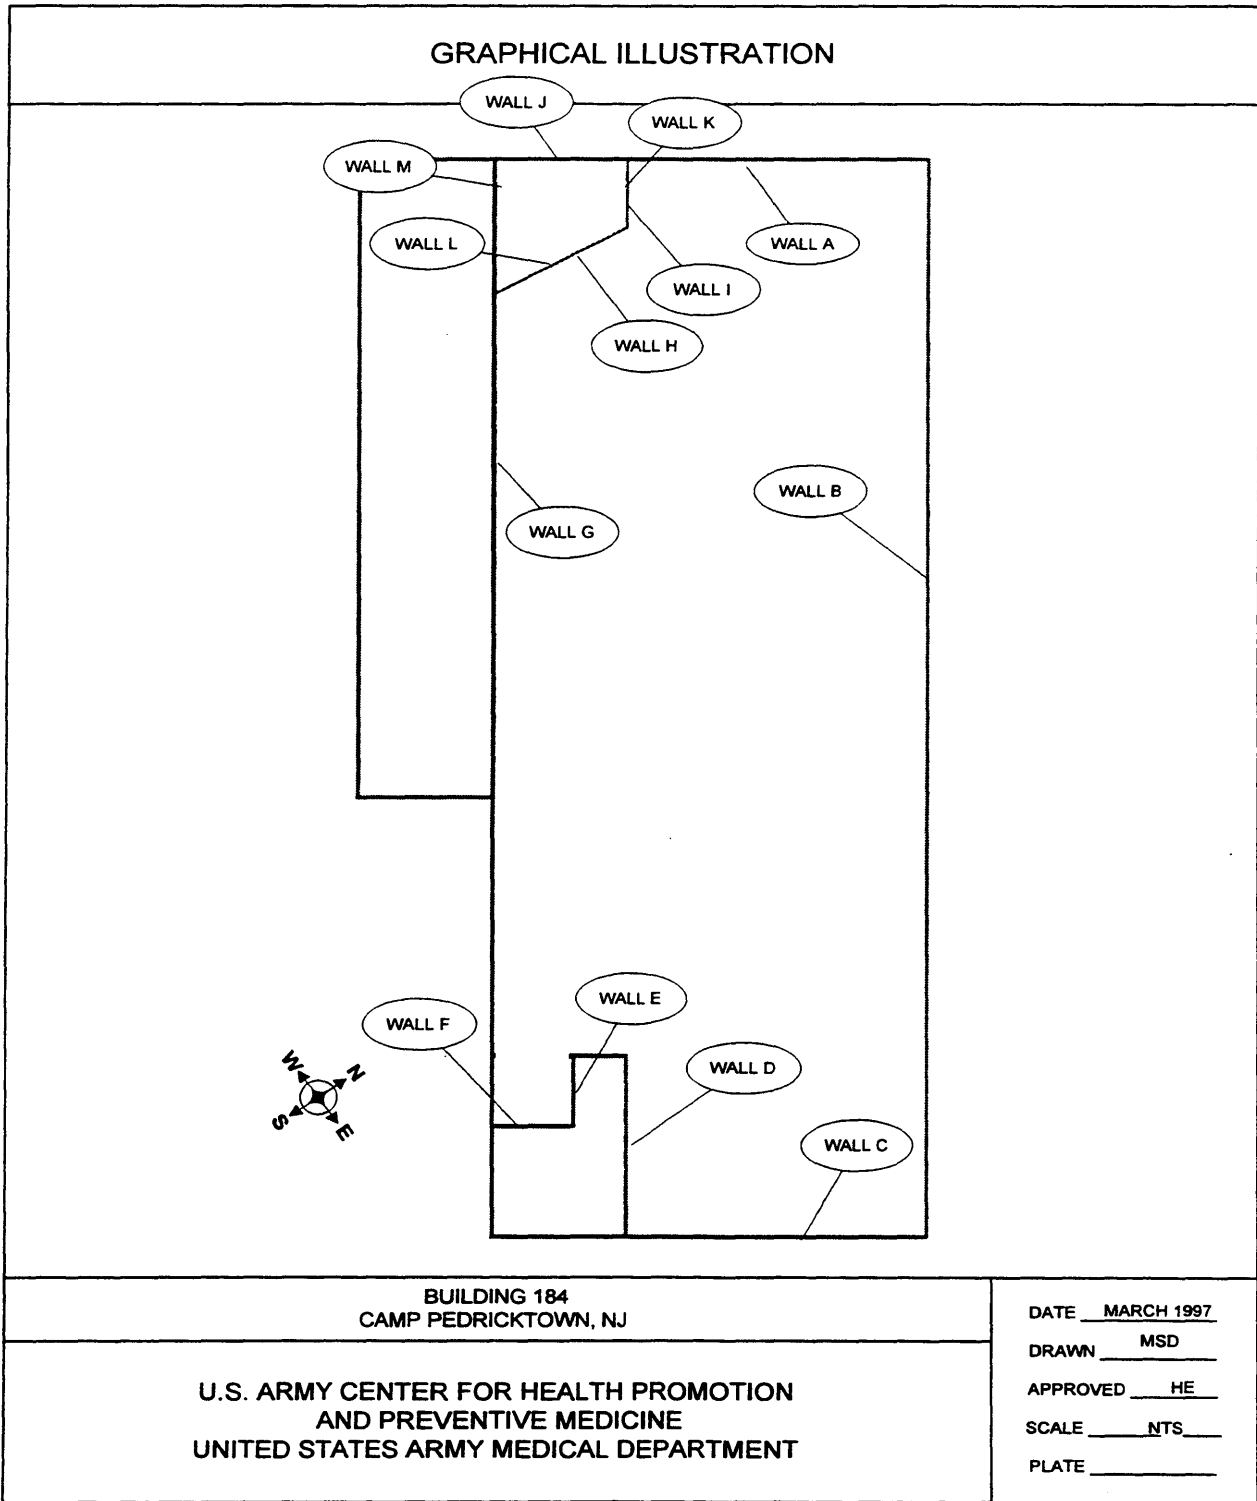 GRAPHICAL ILLUSTRATION
WALL J
WALL K
WALL M
WALL L
WALL A
WALL I
WALL H
WALL B
WALL G
WALL E
WALL F
WALL D
W N
S E
WALL C
BUILDING 184
CAMP PEDRICKTOWN, NJ
U.S. ARMY CENTER FOR HEALTH PROMOTION
AND PREVENTIVE MEDICINE
UNITED STATES ARMY MEDICAL DEPARTMENT
DATE MARCH 1997
DRAWN MSD
APPROVED HE
SCALE NTS
PLATE